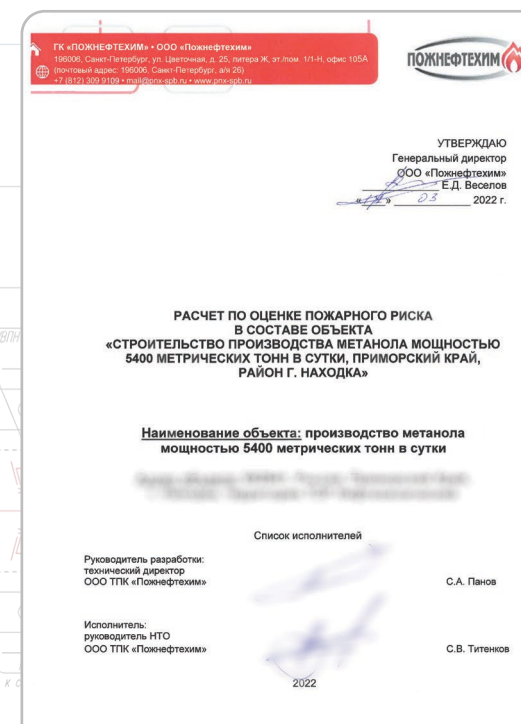 ГК «ПОЖНЕФТЕХИМ» • ООО «Пожнефтехим»
196006, Санкт-Петербург, ул. Цветочная, д. 25, литера Ж, эт./пом. 1/1-Н, офис 105А
(почтовый адрес: 196006, Санкт-Петербург, а/я 26)
+7 (812) 309 9109 • mail@pnx-spb.ru • www.pnx-spb.ru
ПОЖНЕФТЕХИМ
УТВЕРЖДАЮ
Генеральный директор
ООО «Пожнефтехим»
Е.Д. Веселов
« » 03 2022 г.
РАСЧЕТ ПО ОЦЕНКЕ ПОЖАРНОГО РИСКА
В СОСТАВЕ ОБЪЕКТА
«СТРОИТЕЛЬСТВО ПРОИЗВОДСТВА МЕТАНОЛА МОЩНОСТЬЮ
5400 МЕТРИЧЕСКИХ ТОНН В СУТКИ, ПРИМОРСКИЙ КРАЙ,
РАЙОН Г. НАХОДКА»
Наименование объекта: производство метанола
мощностью 5400 метрических тонн в сутки
Список исполнителей
Руководитель разработки:
технический директор
ООО ТПК «Пожнефтехим» С.А. Панов
Исполнитель:
руководитель НТО
ООО ТПК «Пожнефтехим» С.В. Титенков
2022